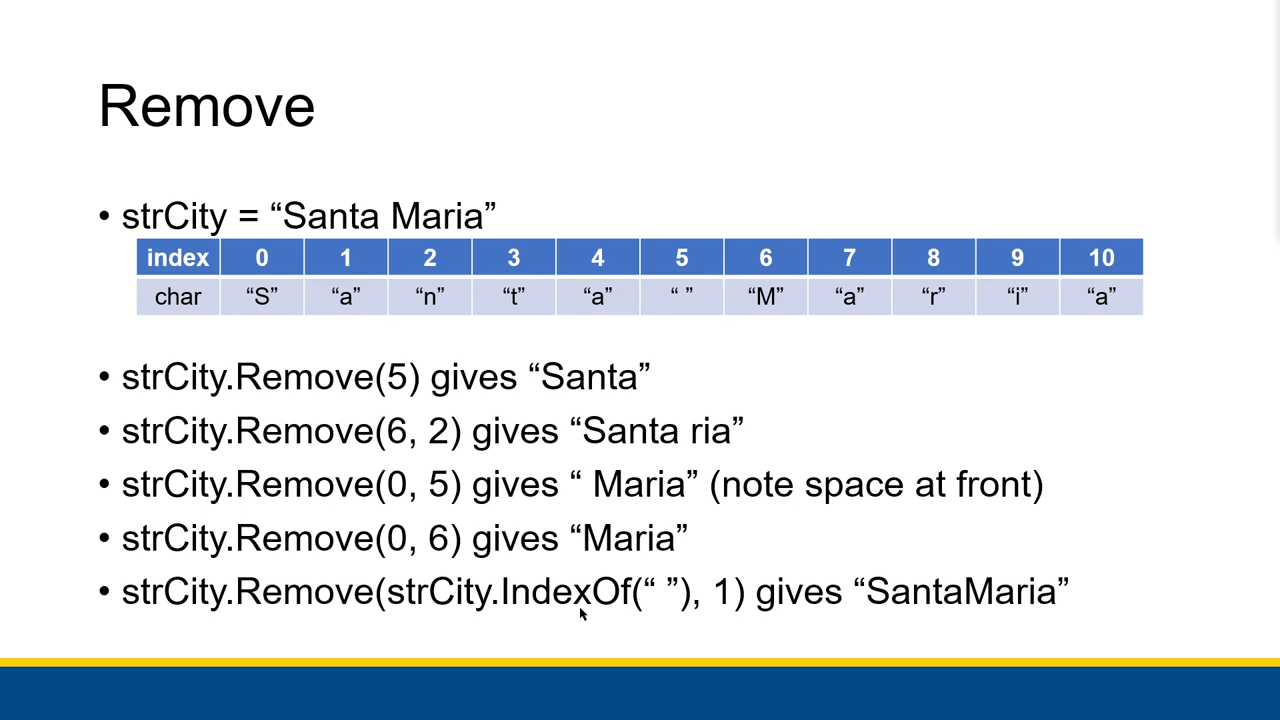 Remove
• strCity = “Santa Maria”
index 0 1 2 3 4 5 6 7 8 9 10
char “S” “a” “n” “t” “a” “ ” “M” “a” “r” “i” “a”
• strCity.Remove(5) gives “Santa”
• strCity.Remove(6, 2) gives “Santa ria”
• strCity.Remove(0, 5) gives “ Maria” (note space at front)
• strCity.Remove(0, 6) gives “Maria”
• strCity.Remove(strCity.IndexOf(“ ”), 1) gives “SantaMaria”